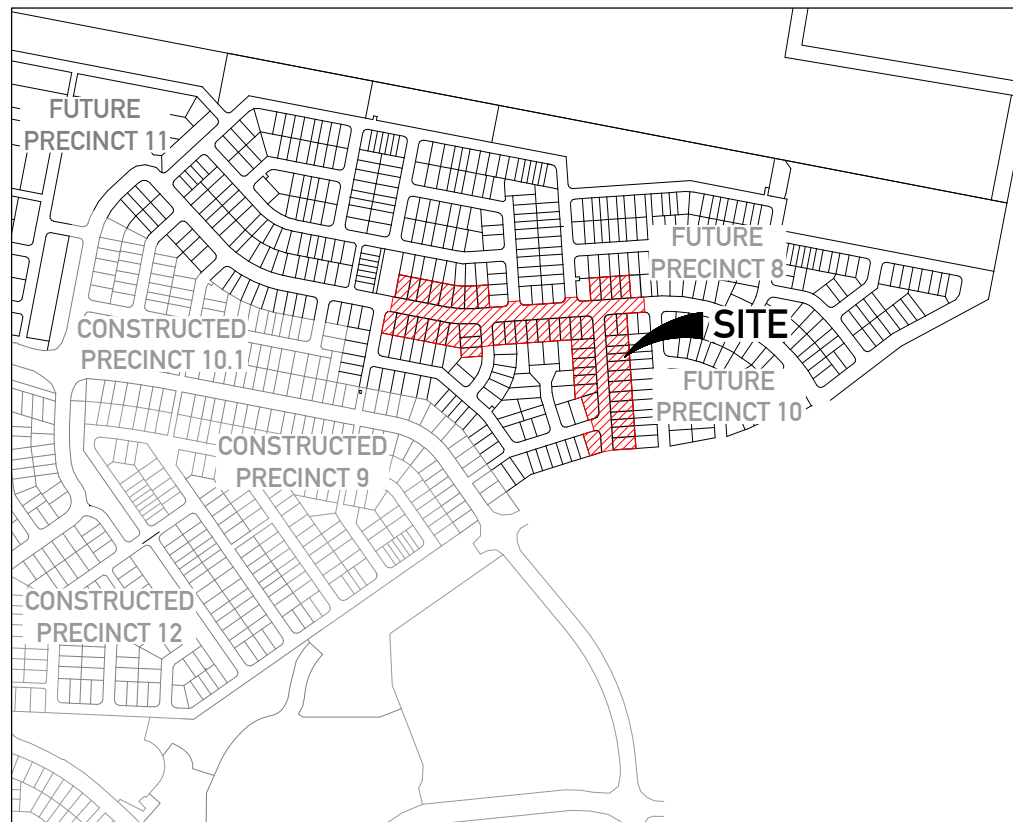 FUTURE
PRECINCT 11
FUTURE
PRECINCT 8
SITE
CONSTRUCTED
PRECINCT 10.1
FUTURE
PRECINCT 10
CONSTRUCTED
PRECINCT 9
CONSTRUCTED
PRECINCT 12